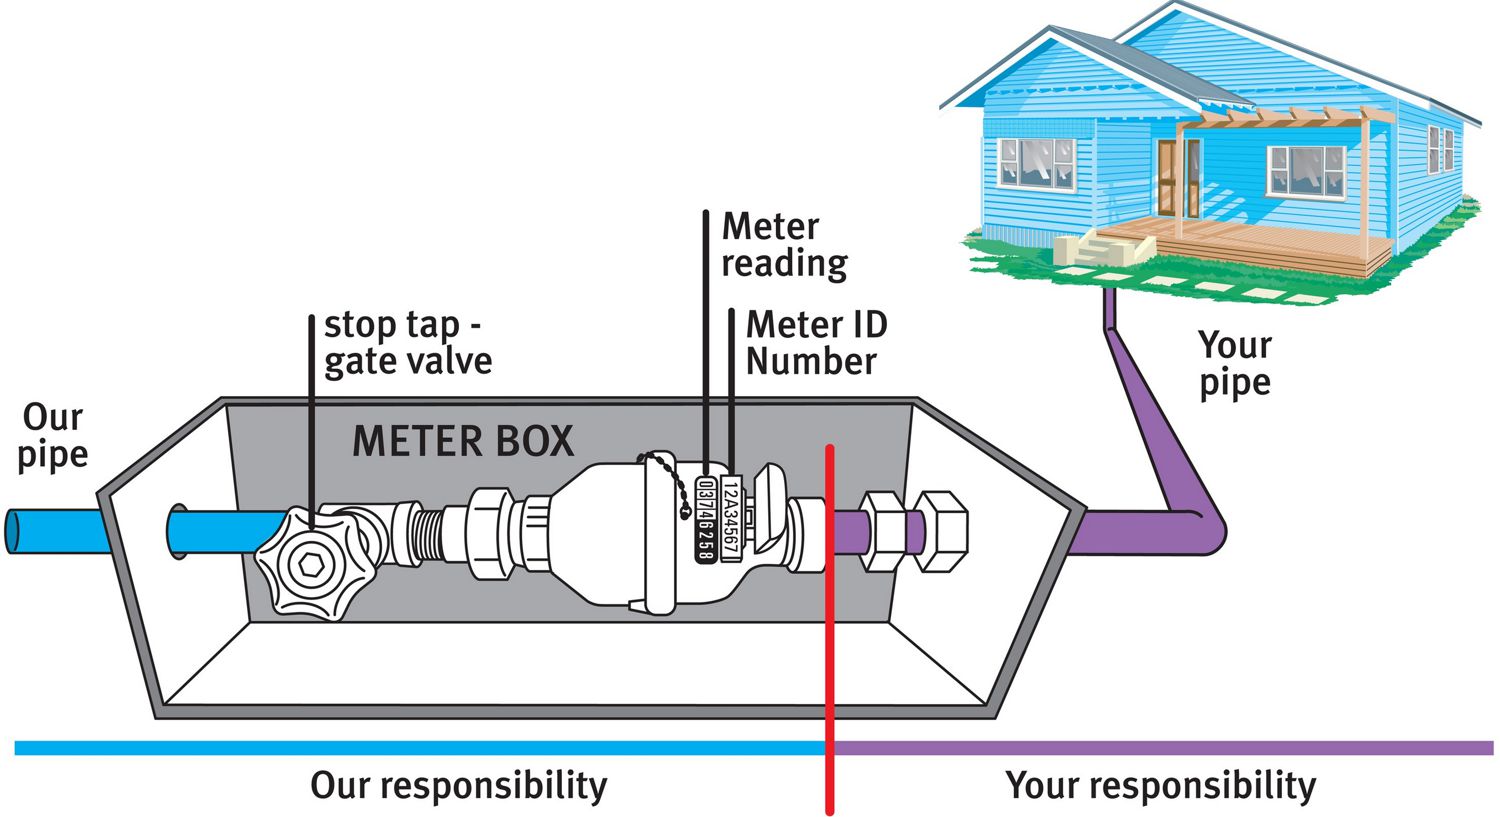 Meter
reading
stop tap -
gate valve
Meter ID
Number
Your
pipe
Our
pipe
METER BOX
03746258
12A34567
Our responsibility
Your responsibility